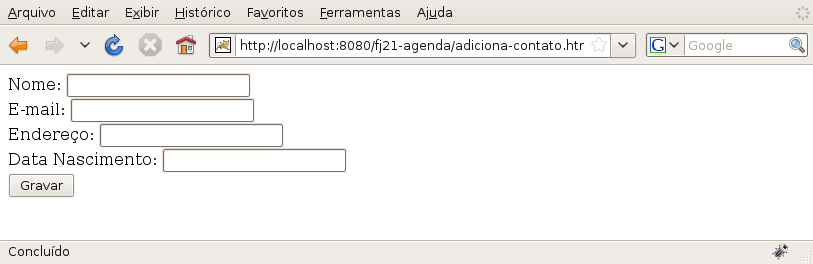 Arquivo Editar Exibir Histórico Favoritos Ferramentas Ajuda
http://localhost:8080/fj21-agenda/adiciona-contato.htr G Google
Nome:
E-mail:
Endereço:
Data Nascimento:
Gravar
Concluído